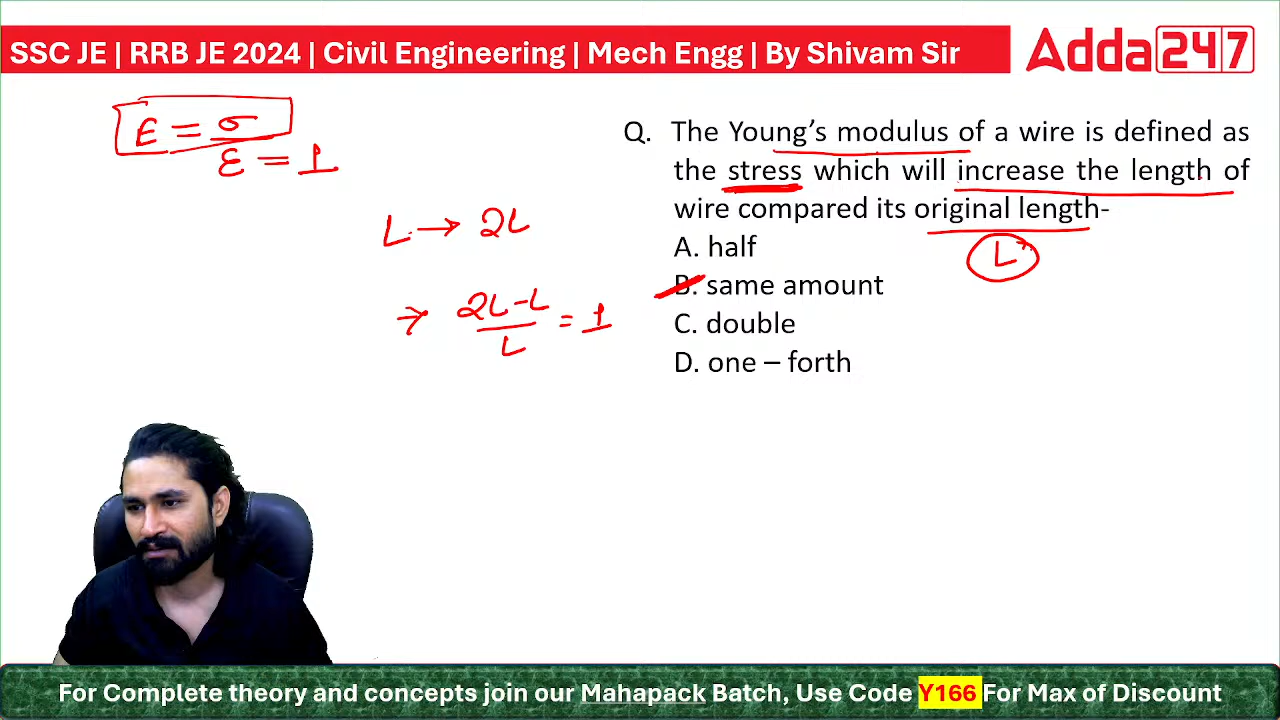 SSC JE | RRB JE 2024 | Civil Engineering | Mech Engg | By Shivam Sir
Adda247
E = σ
ε = 1
L → 2L
→ 2L - L
L
= 1
Q. The Young's modulus of a wire is defined as
the stress which will increase the length of
wire compared its original length-
L
A. half
B. same amount
C. double
D. one – forth
For Complete theory and concepts join our Mahapack Batch, Use Code Y166 For Max of Discount